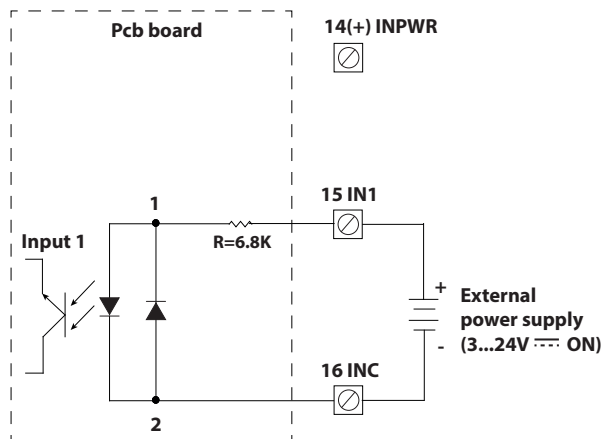 Pcb board
14(+) INPWR
15 IN1
1
R=6.8K
Input 1
+
External
power supply
(3...24V ⎓ ON)
-
16 INC
2